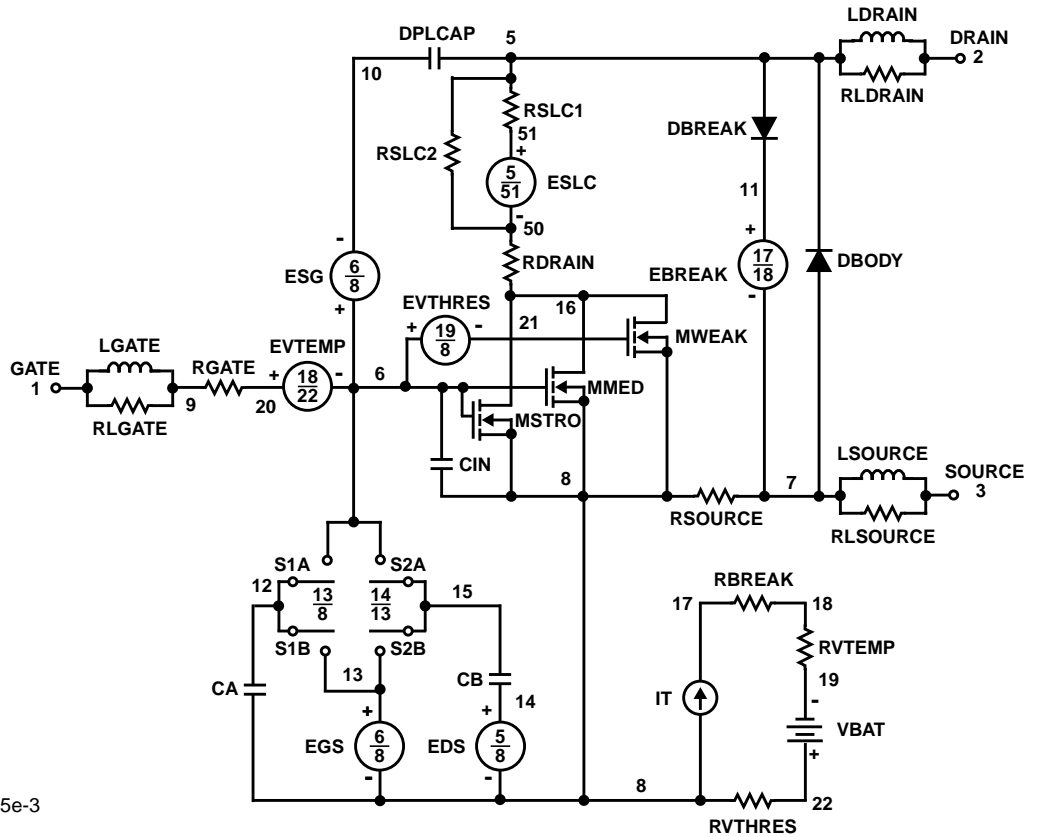 LDRAIN
DPLCAP 5 DRAIN
2
10
RLDRAIN
RSLC1
DBREAK
51
+
RSLC2
5
51
ESLC
11
-
50
+
-
RDRAIN
17
18
EBREAK
DBODY
6
8
ESG
-
EVTHRES
16
+
+
19
8
-
21
MWEAK
LGATE
EVTEMP
GATE
RGATE
+
18
22
-
6
MMED
1
9
20
MSTRO
RLGATE
LSOURCE
CIN
8
7
SOURCE
3
RSOURCE
RLSOURCE
S1A
S2A
12
13
8
14
13
15
RBREAK
17
18
S1B
S2B
RVTEMP
13
CB
19
CA
14
IT
-
+
+
VBAT
EGS
6
8
EDS
5
8
+
-
-
8
22
5e-3
RVTHRES